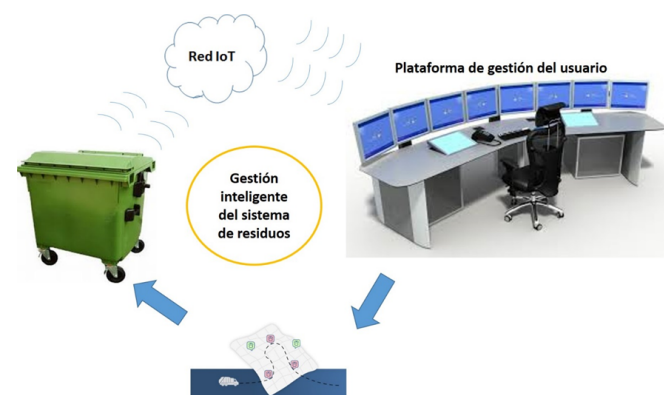 Red IoT
Plataforma de gestión del usuario
Gestión
inteligente
del sistema
de residuos